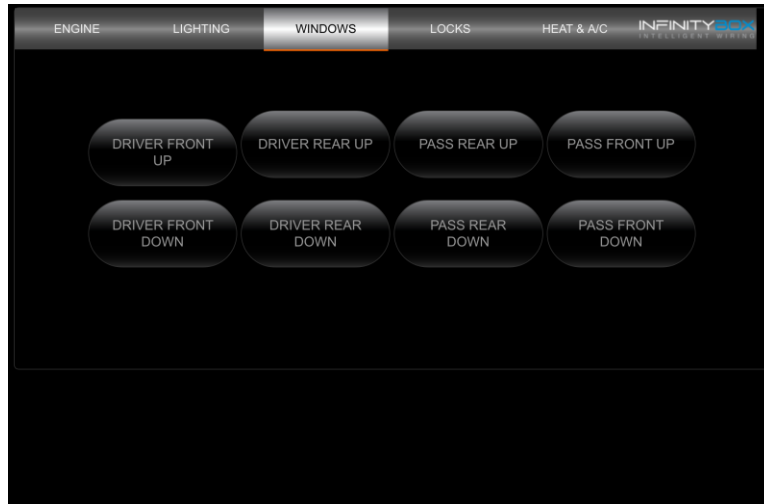 ENGINE
LIGHTING
WINDOWS
LOCKS
HEAT & A/C
INFINITYBOX
INTELLIGENT WIRING
DRIVER FRONT
UP
DRIVER REAR UP
PASS REAR UP
PASS FRONT UP
DRIVER FRONT
DOWN
DRIVER REAR
DOWN
PASS REAR
DOWN
PASS FRONT
DOWN